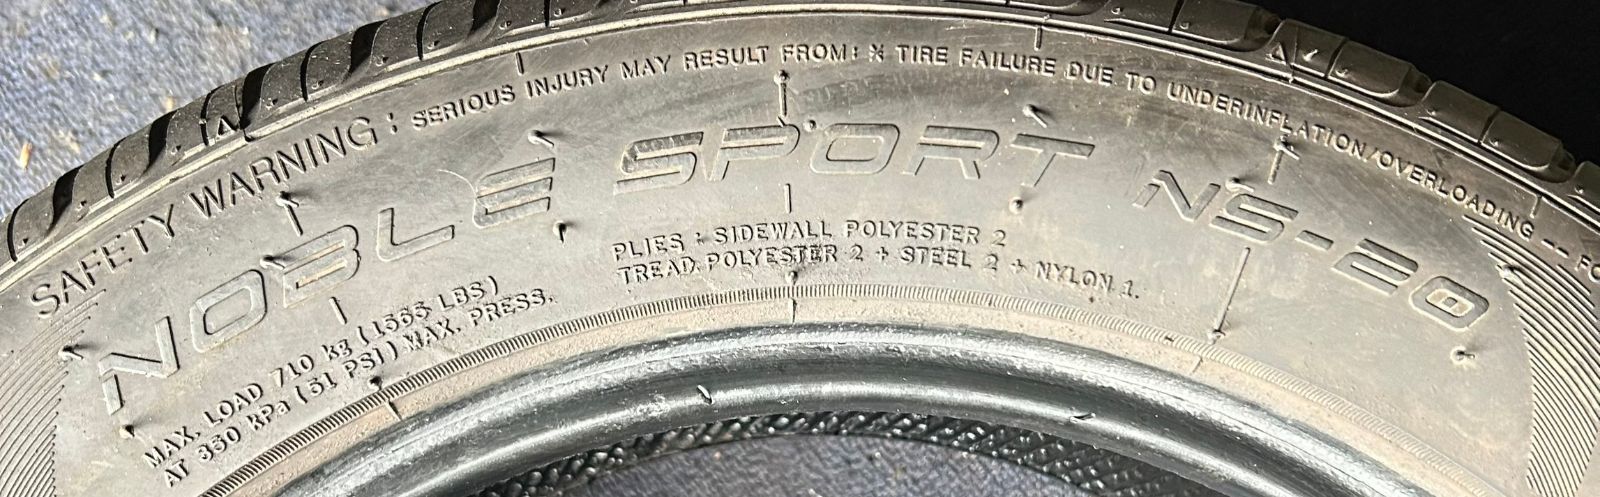 SAFETY WARNING : SERIOUS INJURY MAY RESULT FROM: * TIRE FAILURE DUE TO UNDERINFLATION/OVERLOADING -- FO
NOBLE SPORT NS-20
PLIES : SIDEWALL POLYESTER 2
TREAD POLYESTER 2 + STEEL 2 + NYLON 1.
MAX. LOAD 710 kg (1565 LBS)
AT 350 kPa (51 PSI) MAX. PRESS.